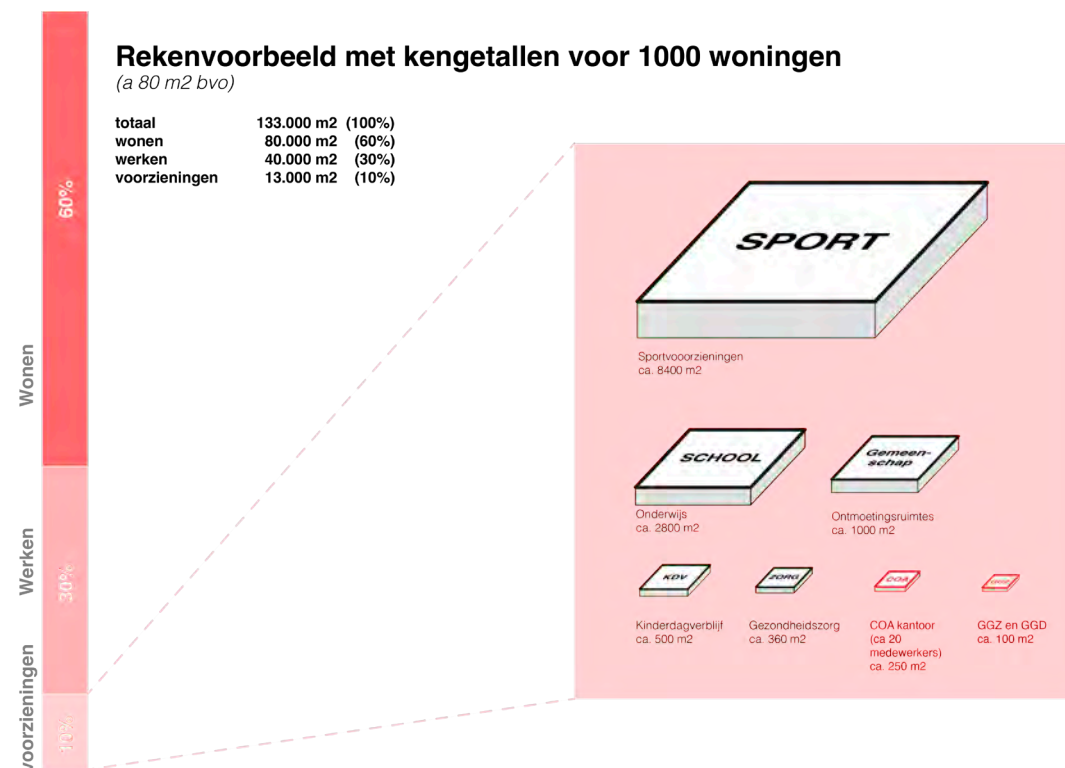 Rekenvoorbeeld met kengetallen voor 1000 woningen
(a 80 m2 bvo)
totaal 133.000 m2 (100%)
wonen 80.000 m2 (60%)
werken 40.000 m2 (30%)
voorzieningen 13.000 m2 (10%)
Wonen
60%
Werken
30%
voorzieningen
10%
SPORT
Sportvooorzieningen
ca. 8400 m2
SCHOOL
Onderwijs
ca. 2800 m2
Gemeen-
schap
Ontmoetingsruimtes
ca. 1000 m2
KDV
Kinderdagverblijf
ca. 500 m2
ZORG
Gezondheidszorg
ca. 360 m2
COA
COA kantoor
(ca 20
medewerkers)
ca. 250 m2
GGZ en GGD
ca. 100 m2